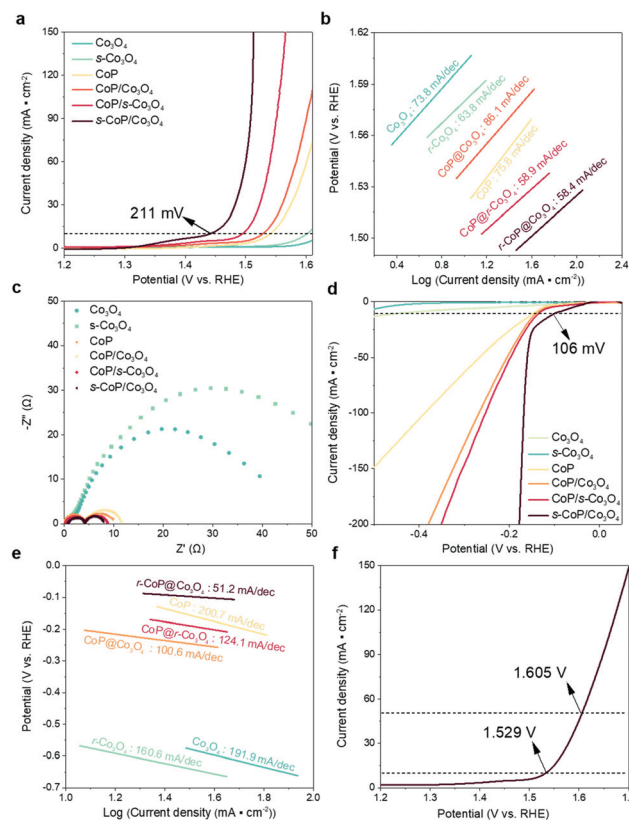 a
150
120
90
60
30
0
Current density (mA • cm⁻²)
Co₃O₄
s-Co₃O₄
CoP
CoP/Co₃O₄
CoP/s-Co₃O₄
s-CoP/Co₃O₄
211 mV
1.2 1.3 1.4 1.5 1.6
Potential (V vs. RHE)
b
1.62
1.59
1.56
1.53
1.50
Potential (V vs. RHE)
Co₃O₄: 73.8 mA/dec
r-Co₃O₄: 63.8 mA/dec
CoP@Co₃O₄: 86.1 mA/dec
CoP: 75.8 mA/dec
CoP@r-Co₃O₄: 58.9 mA/dec
r-CoP@Co₃O₄: 58.4 mA/dec
0.4 0.8 1.2 1.6 2.0 2.4
Log (Current density (mA • cm⁻²))
c
50
40
30
20
10
0
-Z'' (Ω)
Co₃O₄
s-Co₃O₄
CoP
CoP/Co₃O₄
CoP/s-Co₃O₄
s-CoP/Co₃O₄
0 10 20 30 40 50
Z' (Ω)
d
0
-50
-100
-150
-200
Current density (mA • cm⁻²)
106 mV
Co₃O₄
s-Co₃O₄
CoP
CoP/Co₃O₄
CoP/s-Co₃O₄
s-CoP/Co₃O₄
-0.4 -0.2 0.0
Potential (V vs. RHE)
e
0.0
-0.1
-0.2
-0.3
-0.4
-0.5
-0.6
-0.7
Potential (V vs. RHE)
r-CoP@Co₃O₄ : 51.2 mA/dec
CoP : 200.7 mA/dec
CoP@r-Co₃O₄ : 124.1 mA/dec
CoP@Co₃O₄ : 100.6 mA/dec
r-Co₃O₄ : 160.6 mA/dec
Co₃O₄ : 191.9 mA/dec
1.0 1.2 1.4 1.6 1.8 2.0
Log (Current density (mA • cm⁻²))
f
150
120
90
60
30
0
Current density (mA • cm⁻²)
1.605 V
1.529 V
1.2 1.3 1.4 1.5 1.6 1.7
Potential (V vs. RHE)